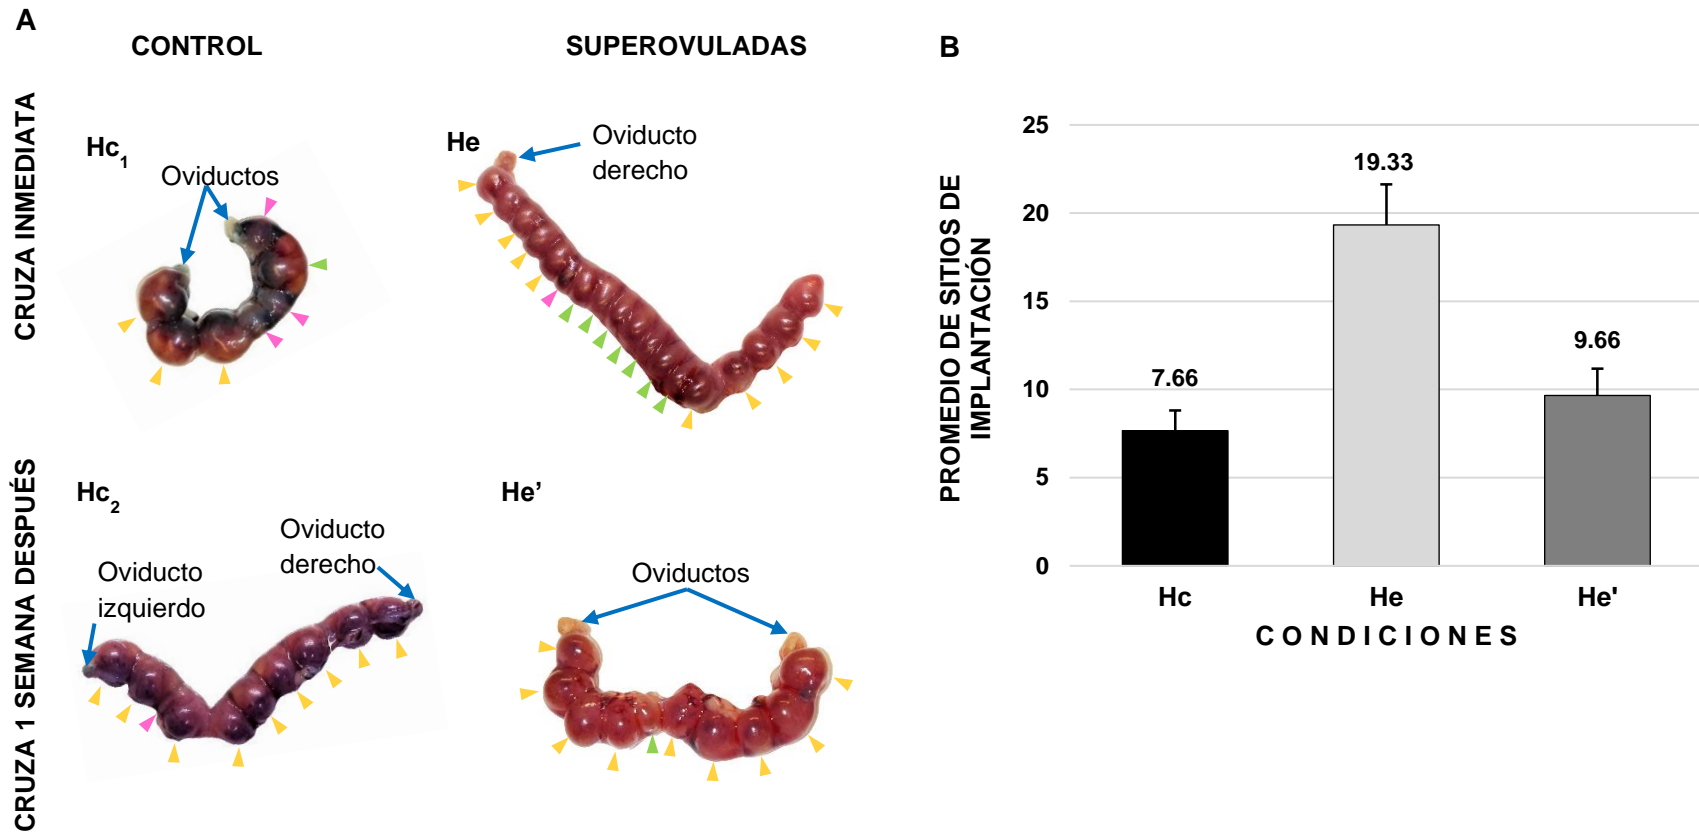 A
CONTROL
SUPEROVULADAS
CRUZA INMEDIATA
Hc1
Oviductos
He
Oviducto
derecho
CRUZA 1 SEMANA DESPUÉS
Hc2
Oviducto
izquierdo
Oviducto
derecho
He’
Oviductos
B
PROMEDIO DE SITIOS DE
IMPLANTACIÓN
25
20
15
10
5
0
7.66
19.33
9.66
Hc
He
He'
CONDICIONES